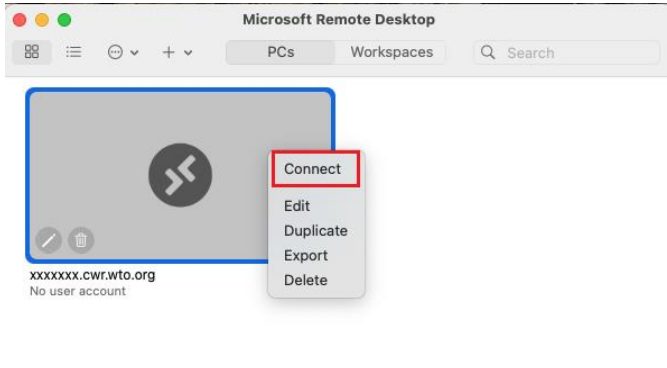 Microsoft Remote Desktop
PCs Workspaces Search
Connect
Edit
Duplicate
Export
Delete
xxxxxxx.cwr.wto.org
No user account